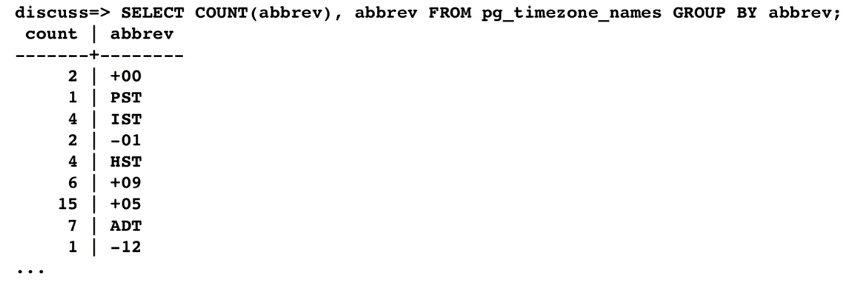 discuss=> SELECT COUNT(abbrev), abbrev FROM pg_timezone_names GROUP BY abbrev;
 count | abbrev
-------+--------
     2 | +00
     1 | PST
     4 | IST
     2 | -01
     4 | HST
     6 | +09
    15 | +05
     7 | ADT
     1 | -12
...